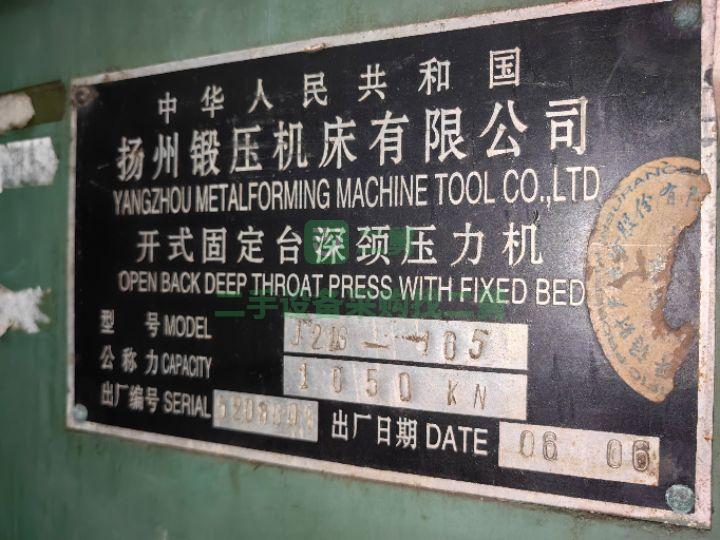 中华人民共和国
扬州锻压机床有限公司
YANGZHOU METALFORMING MACHINE TOOL CO.,LTD
开式固定台深颈压力机
OPEN BACK DEEP THROAT PRESS WITH FIXED BED
型 号 MODEL
公称力 CAPACITY 1050 KN
出厂编号 SERIAL
出厂日期 DATE 06 06